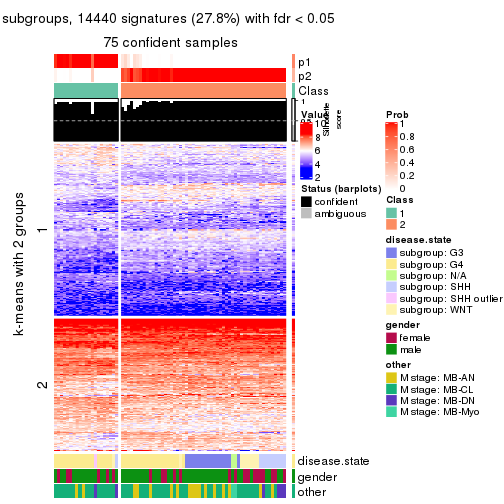 subgroups, 14440 signatures (27.8%) with fdr < 0.05
75 confident samples
p1
p2
Class
1
Silhouette
score
Value
10
8
6
4
2
Status (barplots)
confident
ambiguous
Prob
1
0.8
0.6
0.4
0.2
0
Class
1
2
disease.state
subgroup: G3
subgroup: G4
subgroup: N/A
subgroup: SHH
subgroup: SHH outlier
subgroup: WNT
gender
female
male
other
M stage: MB-AN
M stage: MB-CL
M stage: MB-DN
M stage: MB-Myo
k-means with 2 groups
1
2
disease.state
gender
other